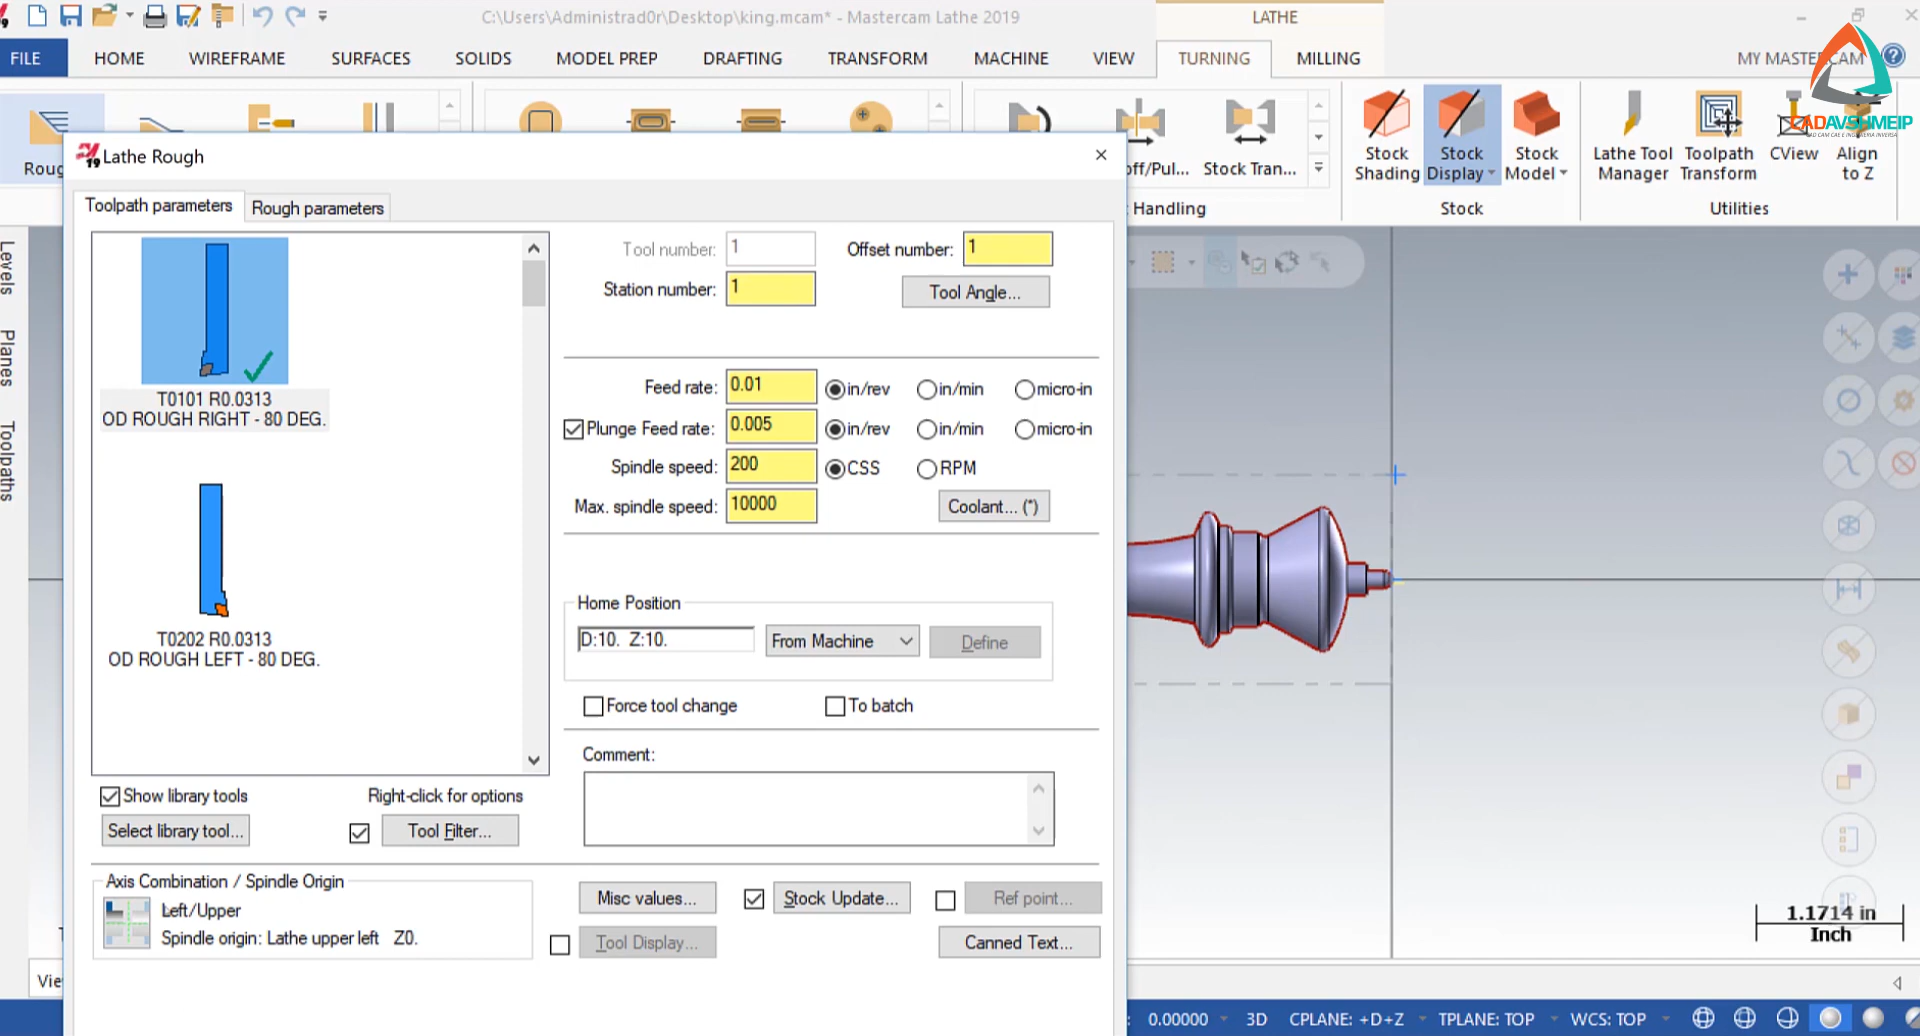 C:\Users\Administrad0r\Desktop\king.mcam* - Mastercam Lathe 2019
LATHE
FILE
HOME
WIREFRAME
SURFACES
SOLIDS
MODEL PREP
DRAFTING
TRANSFORM
MACHINE
VIEW
TURNING
MILLING
MY MASTERCAM
CADAVSHMEIP
Roug
off/Pul...
Stock Tran...
Handling
Stock Shading
Stock Display
Stock Model
Stock
Lathe Tool Manager
Toolpath Transform
CView
Align to Z
Utilities
Levels
Planes
Toolpaths
19 Lathe Rough
Toolpath parameters
Rough parameters
T0101 R0.0313
OD ROUGH RIGHT - 80 DEG.
T0202 R0.0313
OD ROUGH LEFT - 80 DEG.
Tool number: 1
Offset number: 1
Station number: 1
Tool Angle...
Feed rate: 0.01 in/rev in/min micro-in
Plunge Feed rate: 0.005 in/rev in/min micro-in
Spindle speed: 200 CSS RPM
Max. spindle speed: 10000
Coolant... (*)
Home Position
D:10. Z:10.
From Machine
Define
Force tool change
To batch
Comment:
Show library tools
Right-click for options
Select library tool...
Tool Filter...
Axis Combination / Spindle Origin
Left/Upper
Spindle origin: Lathe upper left Z0.
Misc values...
Stock Update...
Ref point...
Tool Display...
Canned Text...
1.1714 in
Inch
Vie
0.00000
3D
CPLANE: +D+Z
TPLANE: TOP
WCS: TOP